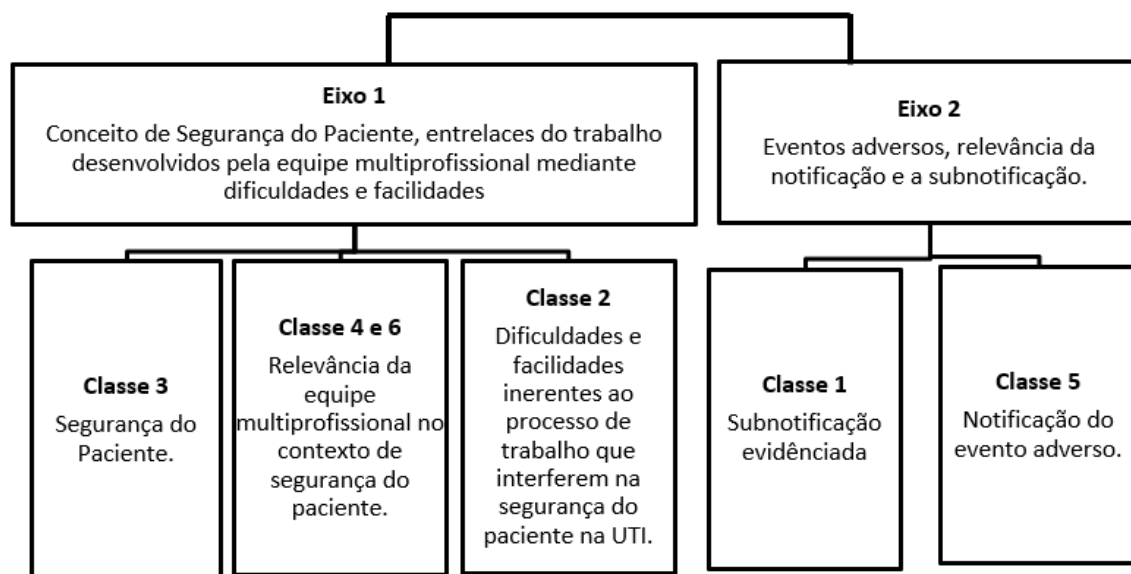 Eixo 1
Conceito de Segurança do Paciente, entrelaces do trabalho
desenvolvidos pela equipe multiprofissional mediante
dificuldades e facilidades
Eixo 2
Eventos adversos, relevância da
notificação e a subnotificação.
Classe 3
Segurança do
Paciente.
Classe 4 e 6
Relevância da
equipe
multiprofissional no
contexto de
segurança do
paciente.
Classe 2
Dificuldades e
facilidades
inerentes ao
processo de
trabalho que
interferem na
segurança do
paciente na UTI.
Classe 1
Subnotificação
evidênciada
Classe 5
Notificação do
evento adverso.